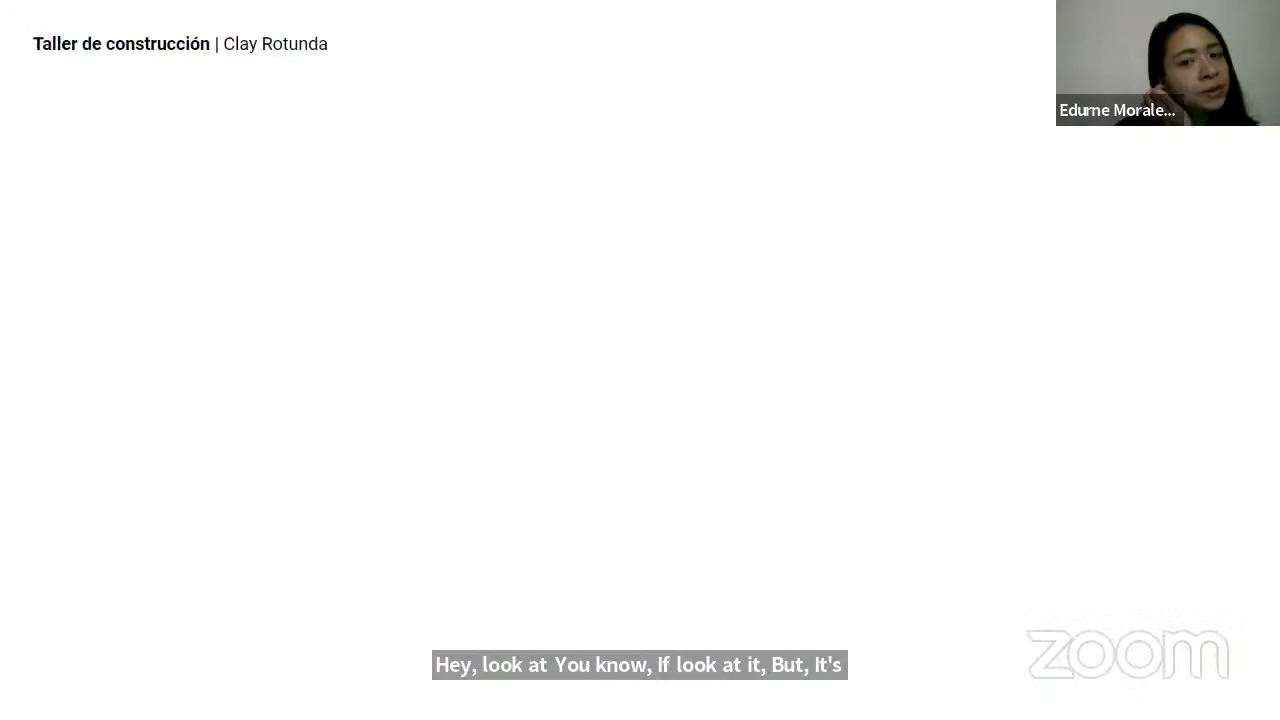 Taller de construcción | Clay Rotunda
Edurne Morale...
Hey, look at You know, If look at it, But, It's
zoom